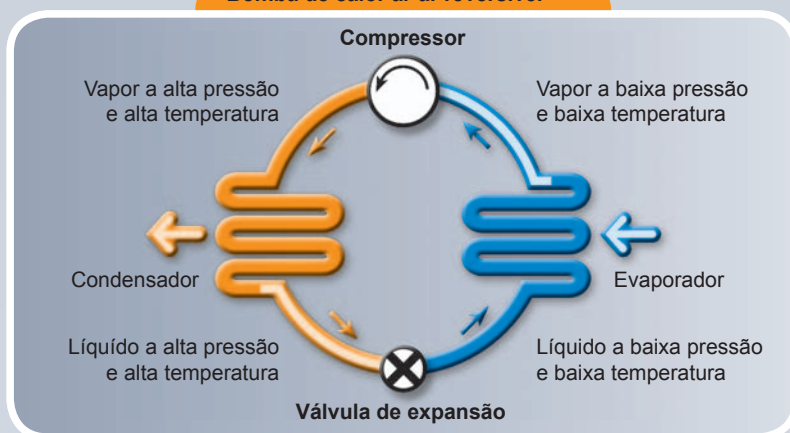 Compressor
Vapor a alta pressão
e alta temperatura
Vapor a baixa pressão
e baixa temperatura
Condensador
Evaporador
Líquído a alta pressão
e alta temperatura
Líquido a baixa pressão
e baixa temperatura
Válvula de expansão